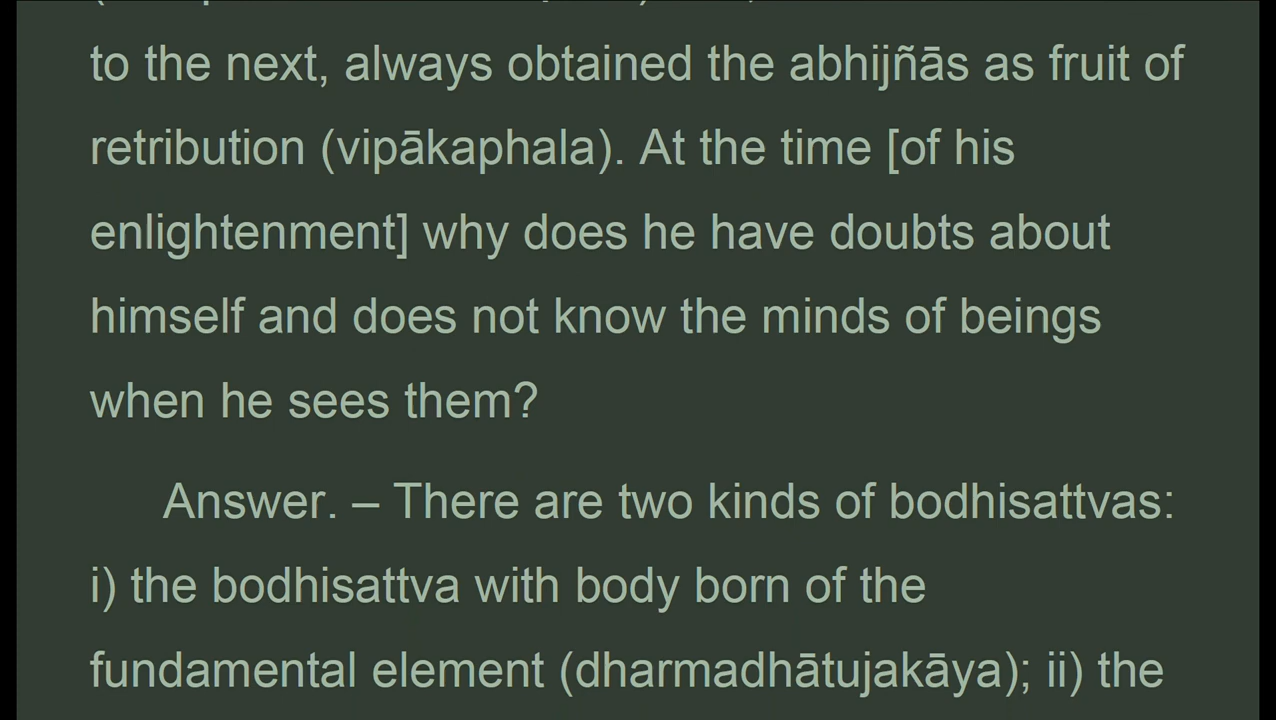 to the next, always obtained the abhijñās as fruit of
retribution (vipākaphala). At the time [of his
enlightenment] why does he have doubts about
himself and does not know the minds of beings
when he sees them?
Answer. – There are two kinds of bodhisattvas:
i) the bodhisattva with body born of the
fundamental element (dharmadhātujakāya); ii) the